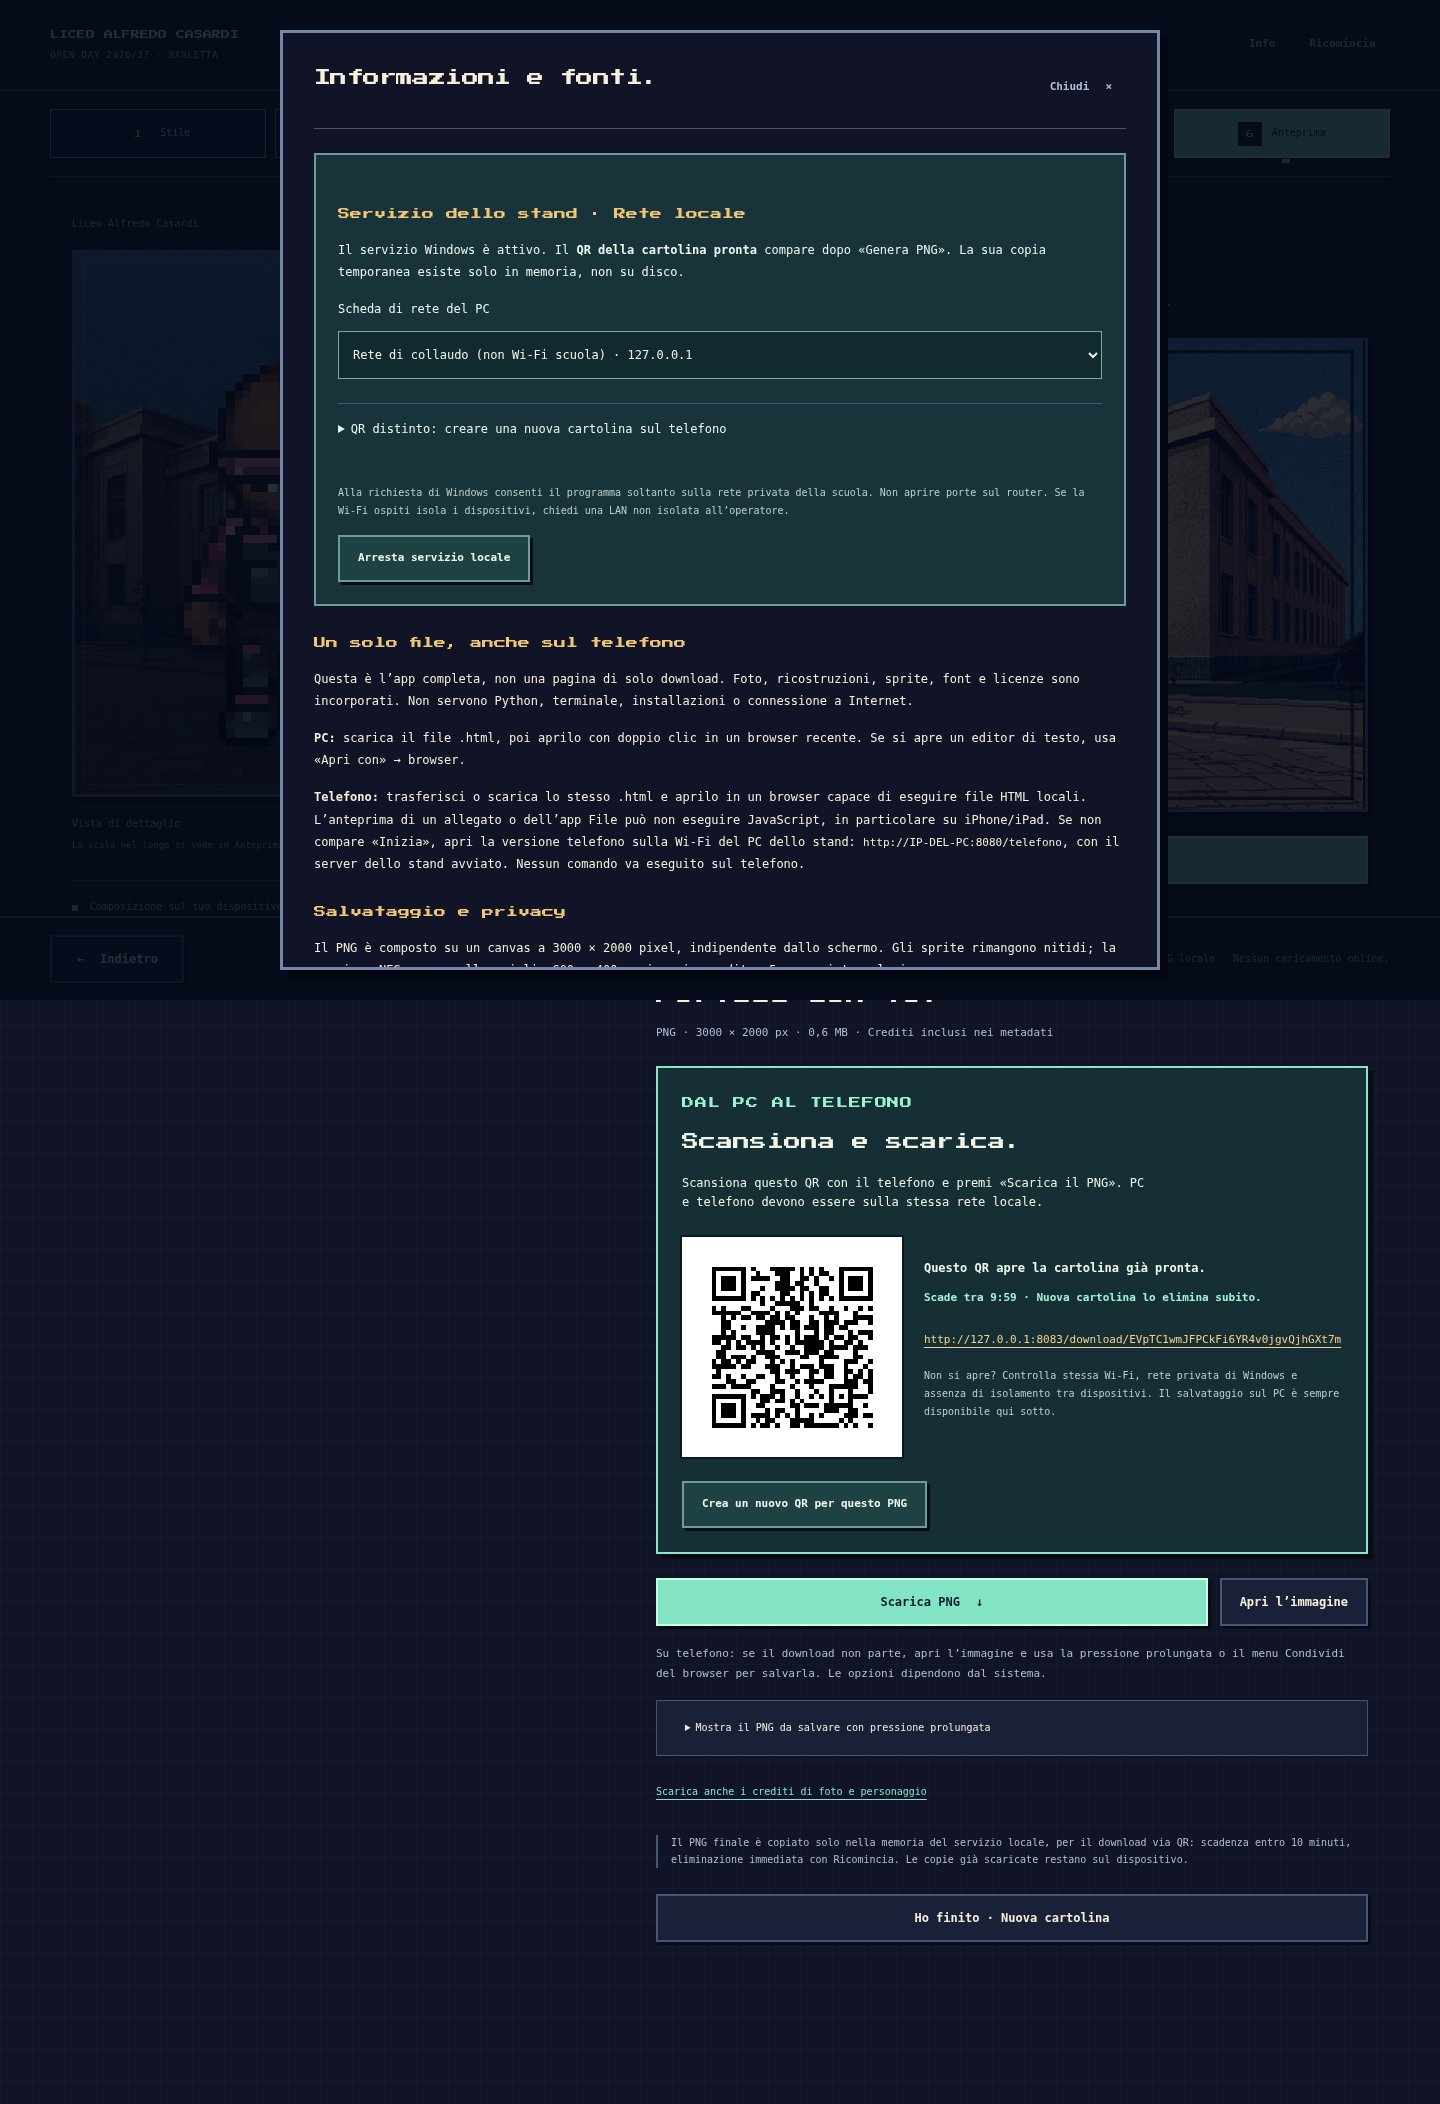 LICEO ALFREDO CASARDI
OPEN DAY 2026/27 · BARLETTA
Info Ricomincia
1 Stile
6 Anteprima
Liceo Alfredo Casardi
Vista di dettaglio
La scala nel luogo si vede in Anteprim
Composizione sul tuo dispositivo
← Indietro
G locale · Nessun caricamento online.
Informazioni e fonti.
Chiudi ×
Servizio dello stand · Rete locale
Il servizio Windows è attivo. Il QR della cartolina pronta compare dopo «Genera PNG». La sua copia
temporanea esiste solo in memoria, non su disco.
Scheda di rete del PC
Rete di collaudo (non Wi-Fi scuola) · 127.0.0.1
▶ QR distinto: creare una nuova cartolina sul telefono
Alla richiesta di Windows consenti il programma soltanto sulla rete privata della scuola. Non aprire porte sul router. Se la
Wi-Fi ospiti isola i dispositivi, chiedi una LAN non isolata all’operatore.
Arresta servizio locale
Un solo file, anche sul telefono
Questa è l’app completa, non una pagina di solo download. Foto, ricostruzioni, sprite, font e licenze sono
incorporati. Non servono Python, terminale, installazioni o connessione a Internet.
PC: scarica il file .html, poi aprilo con doppio clic in un browser recente. Se si apre un editor di testo, usa
«Apri con» → browser.
Telefono: trasferisci o scarica lo stesso .html e aprilo in un browser capace di eseguire file HTML locali.
L’anteprima di un allegato o dell’app File può non eseguire JavaScript, in particolare su iPhone/iPad. Se non
compare «Inizia», apri la versione telefono sulla Wi-Fi del PC dello stand: http://IP-DEL-PC:8080/telefono, con il
server dello stand avviato. Nessun comando va eseguito sul telefono.
Salvataggio e privacy
Il PNG è composto su un canvas a 3000 × 2000 pixel, indipendente dallo schermo. Gli sprite rimangono nitidi; la
PNG · 3000 × 2000 px · 0,6 MB · Crediti inclusi nei metadati
DAL PC AL TELEFONO
Scansiona e scarica.
Scansiona questo QR con il telefono e premi «Scarica il PNG». PC
e telefono devono essere sulla stessa rete locale.
Questo QR apre la cartolina già pronta.
Scade tra 9:59 · Nuova cartolina lo elimina subito.
http://127.0.0.1:8083/download/EVpTC1wmJFPCkFi6YR4v0jgvQjhGXt7m
Non si apre? Controlla stessa Wi-Fi, rete privata di Windows e
assenza di isolamento tra dispositivi. Il salvataggio sul PC è sempre
disponibile qui sotto.
Crea un nuovo QR per questo PNG
Scarica PNG ↓
Apri l’immagine
Su telefono: se il download non parte, apri l’immagine e usa la pressione prolungata o il menu Condividi
del browser per salvarla. Le opzioni dipendono dal sistema.
▶ Mostra il PNG da salvare con pressione prolungata
Scarica anche i crediti di foto e personaggio
Il PNG finale è copiato solo nella memoria del servizio locale, per il download via QR: scadenza entro 10 minuti,
eliminazione immediata con Ricomincia. Le copie già scaricate restano sul dispositivo.
Ho finito · Nuova cartolina